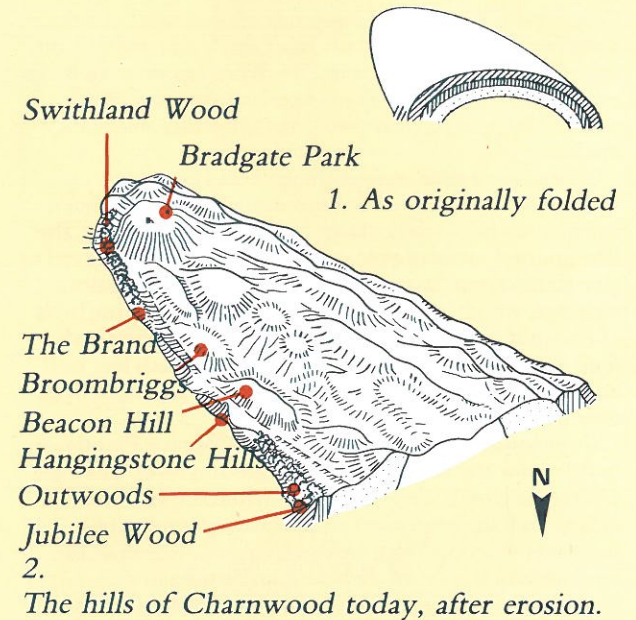 Swithland Wood
Bradgate Park
1. As originally folded
The Brand
Broombriggs
Beacon Hill
Hangingstone Hills
Outwoods
Jubilee Wood
N
2.
The hills of Charnwood today, after erosion.